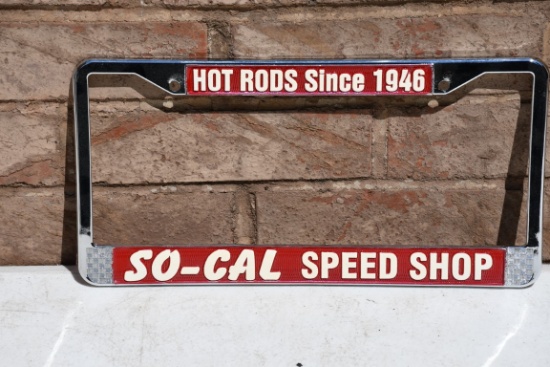 HOT RODS Since 1946
SO-CAL SPEED SHOP